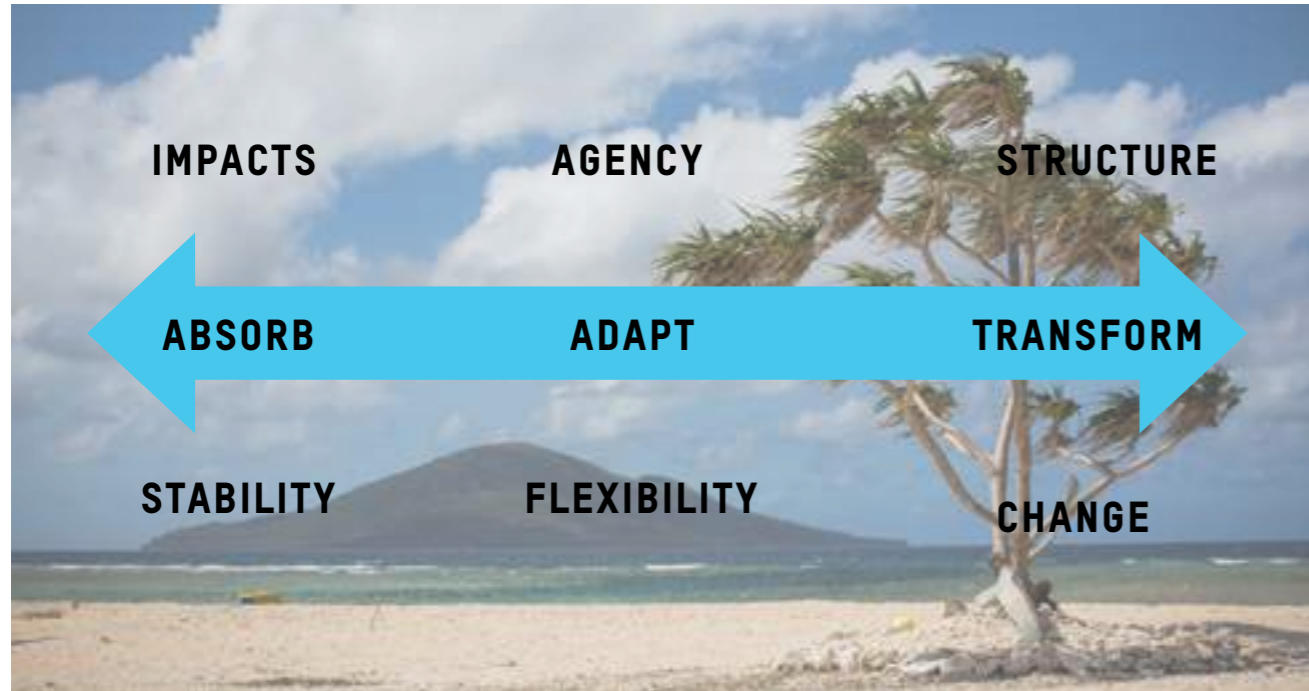 IMPACTS AGENCY STRUCTURE
ABSORB ADAPT TRANSFORM
STABILITY FLEXIBILITY CHANGE